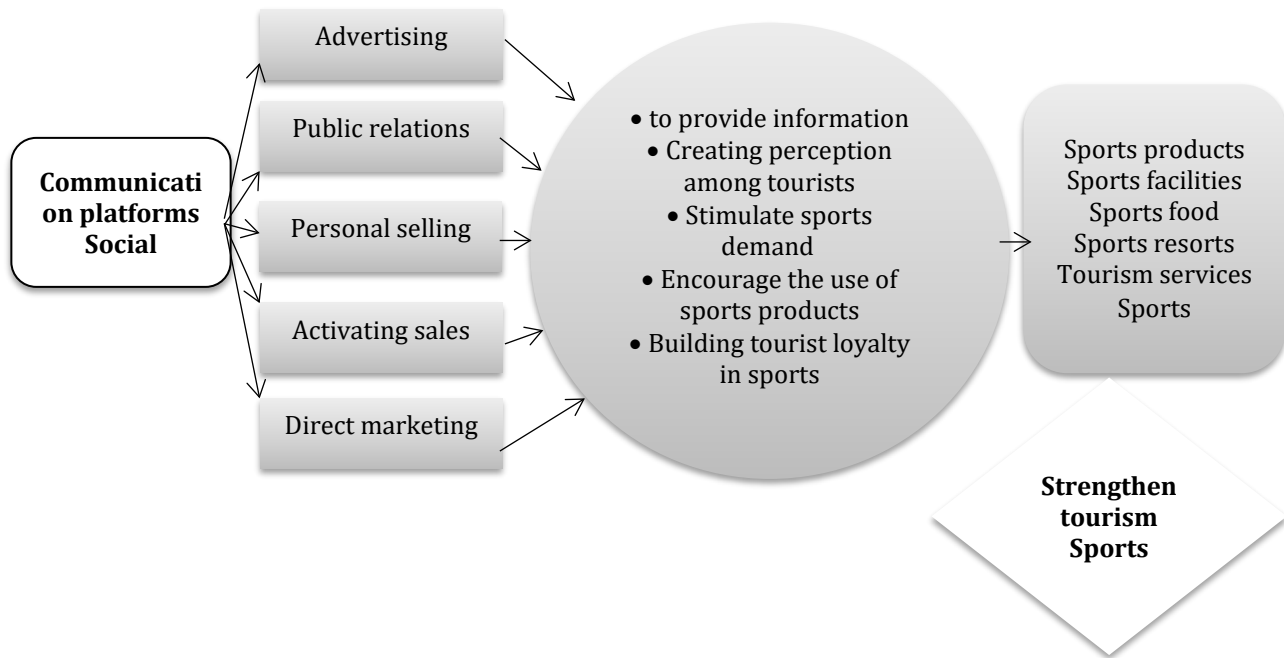 Communicati
on platforms
Social
Advertising
Public relations
Personal selling
Activating sales
Direct marketing
• to provide information
• Creating perception
among tourists
• Stimulate sports
demand
• Encourage the use of
sports products
• Building tourist loyalty
in sports
Sports products
Sports facilities
Sports food
Sports resorts
Tourism services
Sports
Strengthen
tourism
Sports